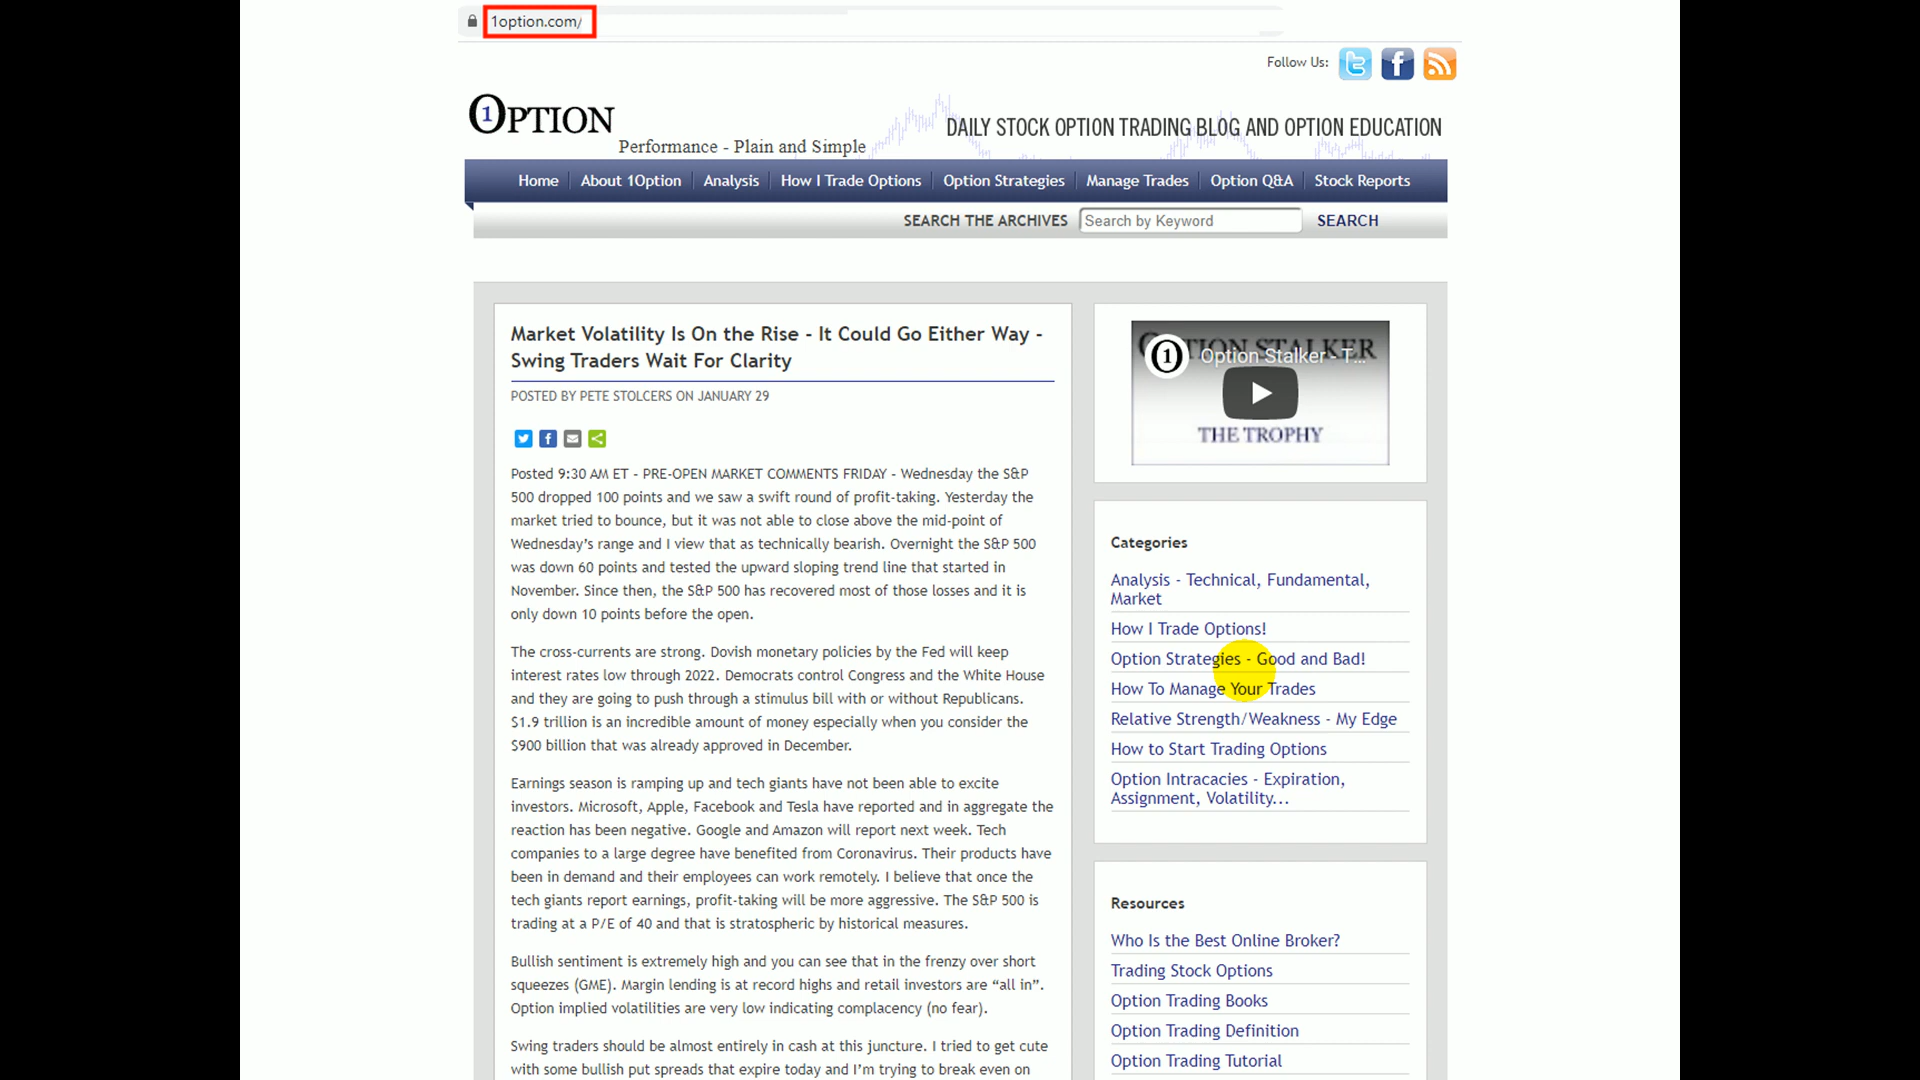 1option.com/
Follow Us:
1OPTION
Performance - Plain and Simple
DAILY STOCK OPTION TRADING BLOG AND OPTION EDUCATION
Home About 1Option Analysis How I Trade Options Option Strategies Manage Trades Option Q&A Stock Reports
SEARCH THE ARCHIVES Search by Keyword SEARCH
Market Volatility Is On the Rise - It Could Go Either Way -
Swing Traders Wait For Clarity
POSTED BY PETE STOLCERS ON JANUARY 29
Posted 9:30 AM ET - PRE-OPEN MARKET COMMENTS FRIDAY - Wednesday the S&P
500 dropped 100 points and we saw a swift round of profit-taking. Yesterday the
market tried to bounce, but it was not able to close above the mid-point of
Wednesday's range and I view that as technically bearish. Overnight the S&P 500
was down 60 points and tested the upward sloping trend line that started in
November. Since then, the S&P 500 has recovered most of those losses and it is
only down 10 points before the open.
The cross-currents are strong. Dovish monetary policies by the Fed will keep
interest rates low through 2022. Democrats control Congress and the White House
and they are going to push through a stimulus bill with or without Republicans.
$1.9 trillion is an incredible amount of money especially when you consider the
$900 billion that was already approved in December.
Earnings season is ramping up and tech giants have not been able to excite
investors. Microsoft, Apple, Facebook and Tesla have reported and in aggregate the
reaction has been negative. Google and Amazon will report next week. Tech
companies to a large degree have benefited from Coronavirus. Their products have
been in demand and their employees can work remotely. I believe that once the
tech giants report earnings, profit-taking will be more aggressive. The S&P 500 is
trading at a P/E of 40 and that is stratospheric by historical measures.
Bullish sentiment is extremely high and you can see that in the frenzy over short
squeezes (GME). Margin lending is at record highs and retail investors are “all in”.
Option implied volatilities are very low indicating complacency (no fear).
Swing traders should be almost entirely in cash at this juncture. I tried to get cute
with some bullish put spreads that expire today and I'm trying to break even on
OPTION STALKER
1 Option Stalker - T...
THE TROPHY
Categories
Analysis - Technical, Fundamental,
Market
How I Trade Options!
Option Strategies - Good and Bad!
How To Manage Your Trades
Relative Strength/Weakness - My Edge
How to Start Trading Options
Option Intracacies - Expiration,
Assignment, Volatility...
Resources
Who Is the Best Online Broker?
Trading Stock Options
Option Trading Books
Option Trading Definition
Option Trading Tutorial